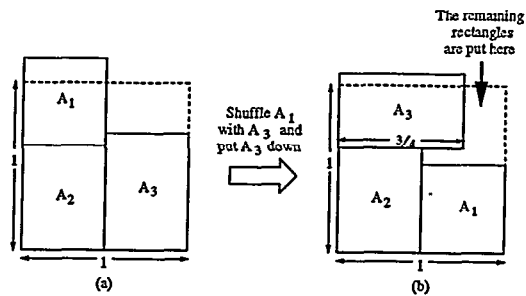 The remaining
rectangles
are put here
A1
A2
A3
1
1
(a)
Shuffle A1
with A3 and
put A3 down
A3
3/4
A2
A1
1
1
(b)